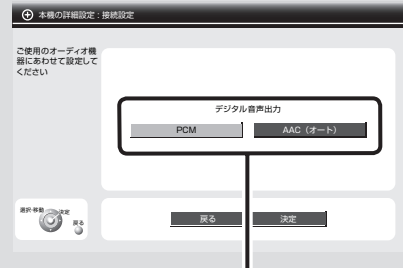 本機の詳細設定：接続設定
ご使用のオーディオ機
器にあわせて設定して
ください
デジタル音声出力
PCM
AAC（オート）
選択･移動
決定
戻る
戻る
決定